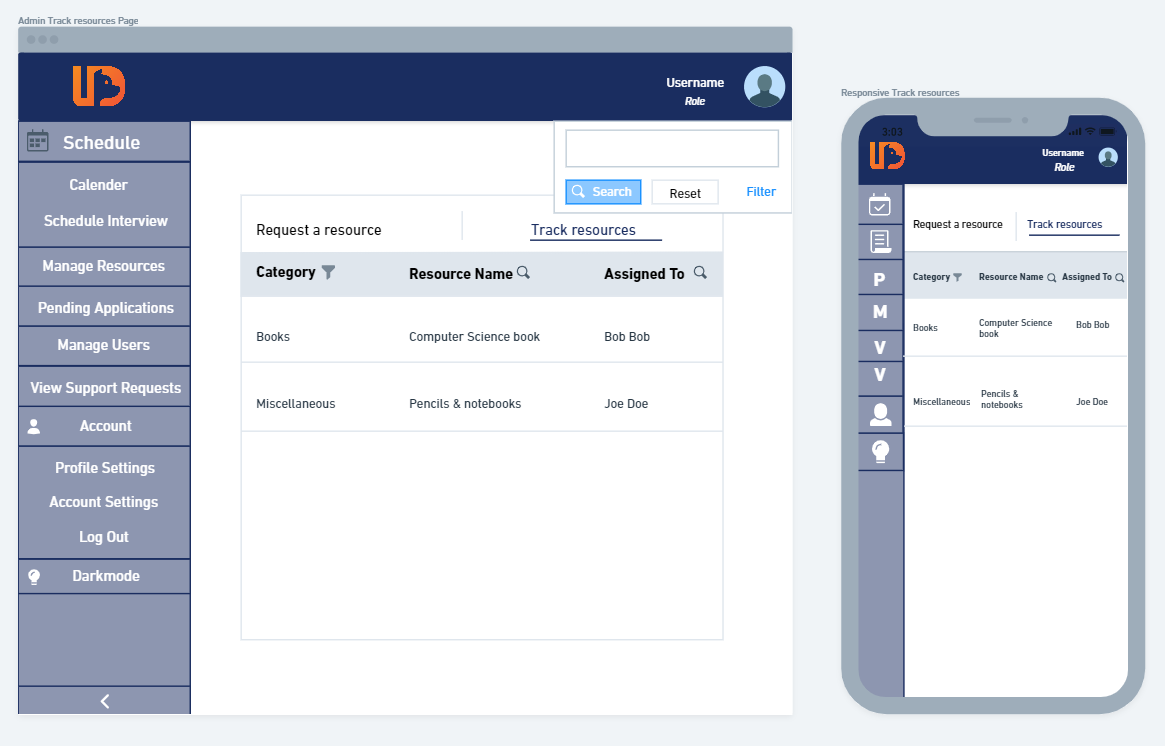 Admin Track resources Page
Username
Role
Schedule
Calender
Schedule Interview
Manage Resources
Pending Applications
Manage Users
View Support Requests
Account
Profile Settings
Account Settings
Log Out
Darkmode
Search
Reset
Filter
Request a resource
Track resources
Category
Resource Name
Assigned To
Books
Computer Science book
Bob Bob
Miscellaneous
Pencils & notebooks
Joe Doe
Responsive Track resources
3:03
Username
Role
P
M
V
V
Request a resource
Track resources
Category
Resource Name
Assigned To
Books
Computer Science
book
Bob Bob
Miscellaneous
Pencils &
notebooks
Joe Doe